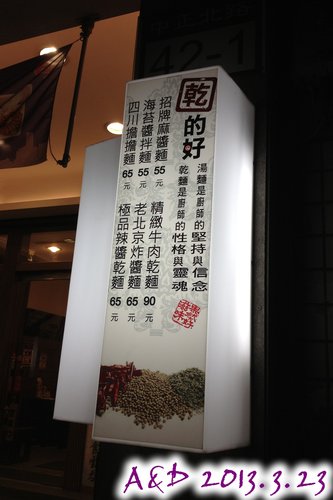 中正北路
42-1
乾的好
湯麵是廚師的堅持與信念
乾麵是廚師的性格與靈魂
招牌麻醬麵 55元
海苔醬拌麵 55元
四川擔擔麵 65元
精緻牛肉乾麵 90元
老北京炸醬麵 65元
極品辣醬乾麵 65元
A&D 2013.3.23